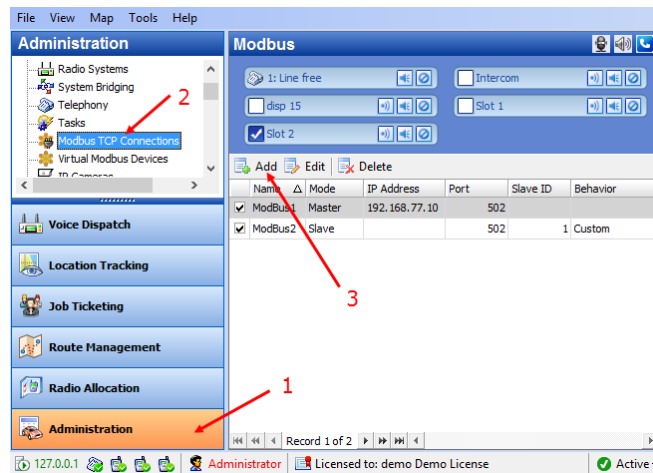 File View Map Tools Help
Administration
Modbus
Radio Systems
System Bridging
Telephony
Tasks
Modbus TCP Connections
Virtual Modbus Devices
IP Cameras
2
1: Line free
Intercom
disp 15
Slot 1
Slot 2
Add Edit Delete
Name Mode IP Address Port Slave ID Behavior
ModBus1 Master 192.168.77.10 502
ModBus2 Slave 502 1 Custom
3
Voice Dispatch
Location Tracking
Job Ticketing
Route Management
Radio Allocation
1
Administration
Record 1 of 2
127.0.0.1 Administrator Licensed to: demo Demo License Active